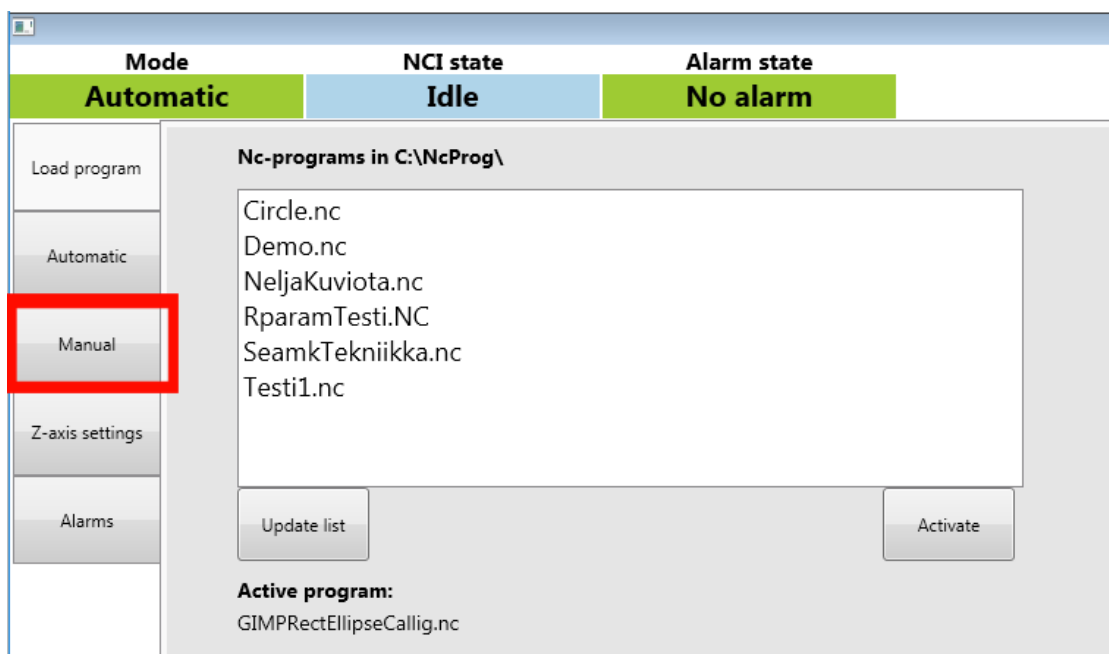 Mode NCI state Alarm state
Automatic Idle No alarm
Load program
Automatic
Manual
Z-axis settings
Alarms
Nc-programs in C:\NcProg\
Circle.nc
Demo.nc
NeljaKuviota.nc
RparamTesti.NC
SeamkTekniikka.nc
Testi1.nc
Update list Activate
Active program:
GIMPRectEllipseCallig.nc